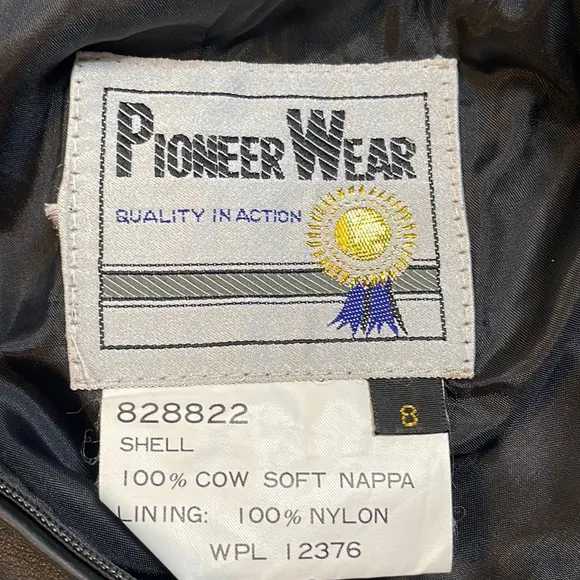 PIONEER WEAR
QUALITY IN ACTION
828822
8
SHELL
100% COW SOFT NAPPA
LINING: 100% NYLON
WPL 12376